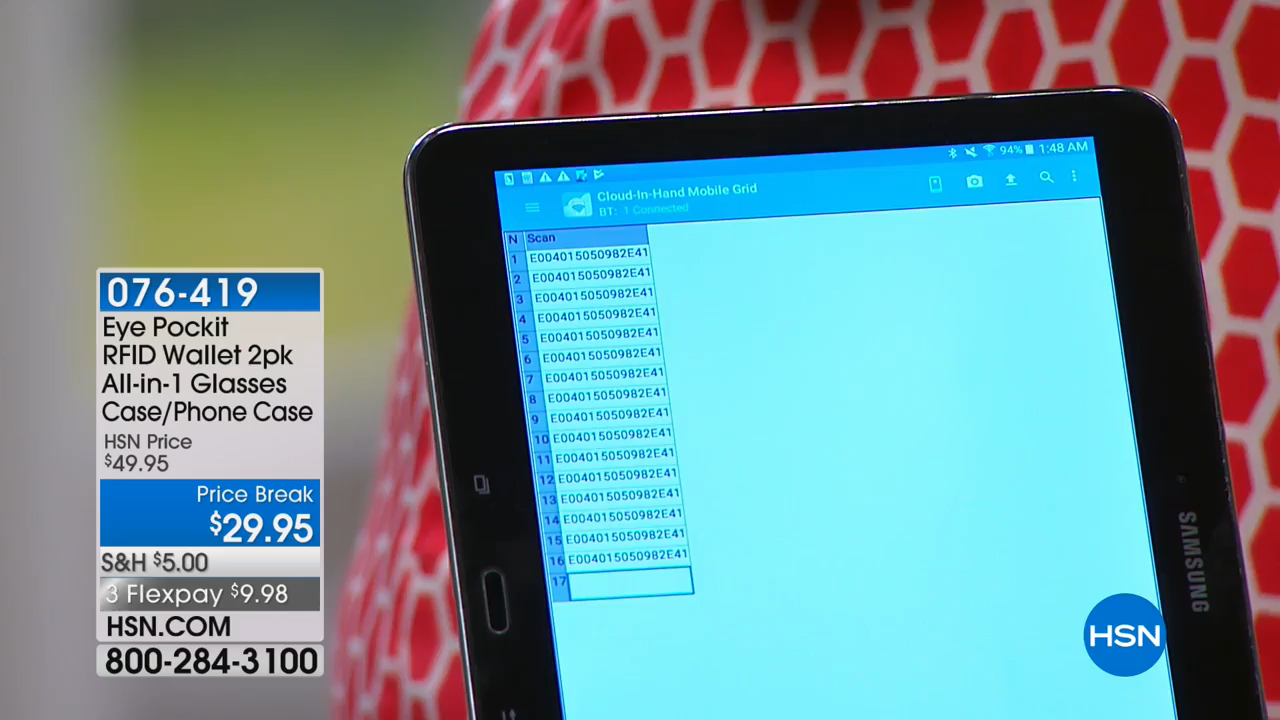 076-419
Eye Pockit
RFID Wallet 2pk
All-in-1 Glasses
Case/Phone Case
HSN Price
$49.95
Price Break
$29.95
S&H $5.00
3 Flexpay $9.98
HSN.COM
800-284-3100
94% 1:48 AM
Cloud-In-Hand Mobile Grid
BT: 1 Connected
N Scan
1 E004015050982E41
2 E004015050982E41
3 E004015050982E41
4 E004015050982E41
5 E004015050982E41
6 E004015050982E41
7 E004015050982E41
8 E004015050982E41
9 E004015050982E41
10 E004015050982E41
11 E004015050982E41
12 E004015050982E41
13 E004015050982E41
14 E004015050982E41
15 E004015050982E41
16 E004015050982E41
17
SAMSUNG
HSN